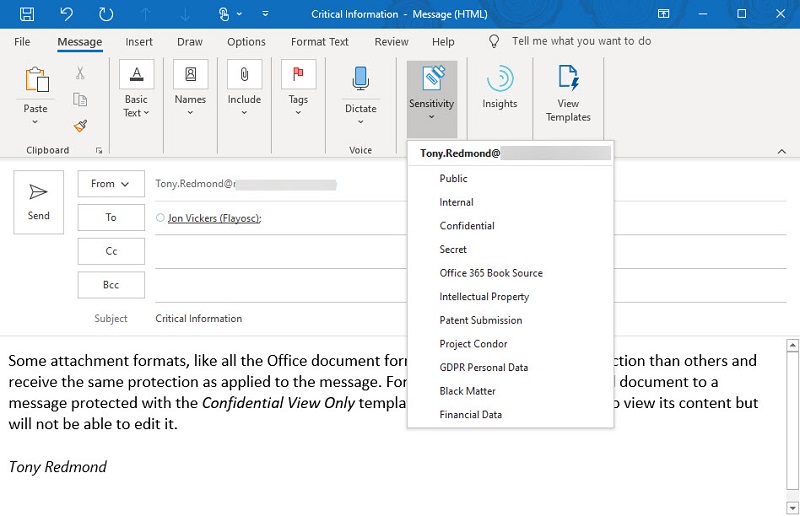 Critical Information - Message (HTML)
File Message Insert Draw Options Format Text Review Help Tell me what you want to do
Paste
Basic Text
Names
Include
Tags
Dictate
Sensitivity
Insights
View Templates
Clipboard
Voice
Tony.Redmond@
Public
Internal
Confidential
Secret
Office 365 Book Source
Intellectual Property
Patent Submission
Project Condor
GDPR Personal Data
Black Matter
Financial Data
Send
From Tony.Redmond@
To Jon Vickers (Flayosc);
Cc
Bcc
Subject Critical Information
Some attachment formats, like all the Office document for ction than others and
receive the same protection as applied to the message. For document to a
message protected with the Confidential View Only templa o view its content but
will not be able to edit it.
Tony Redmond